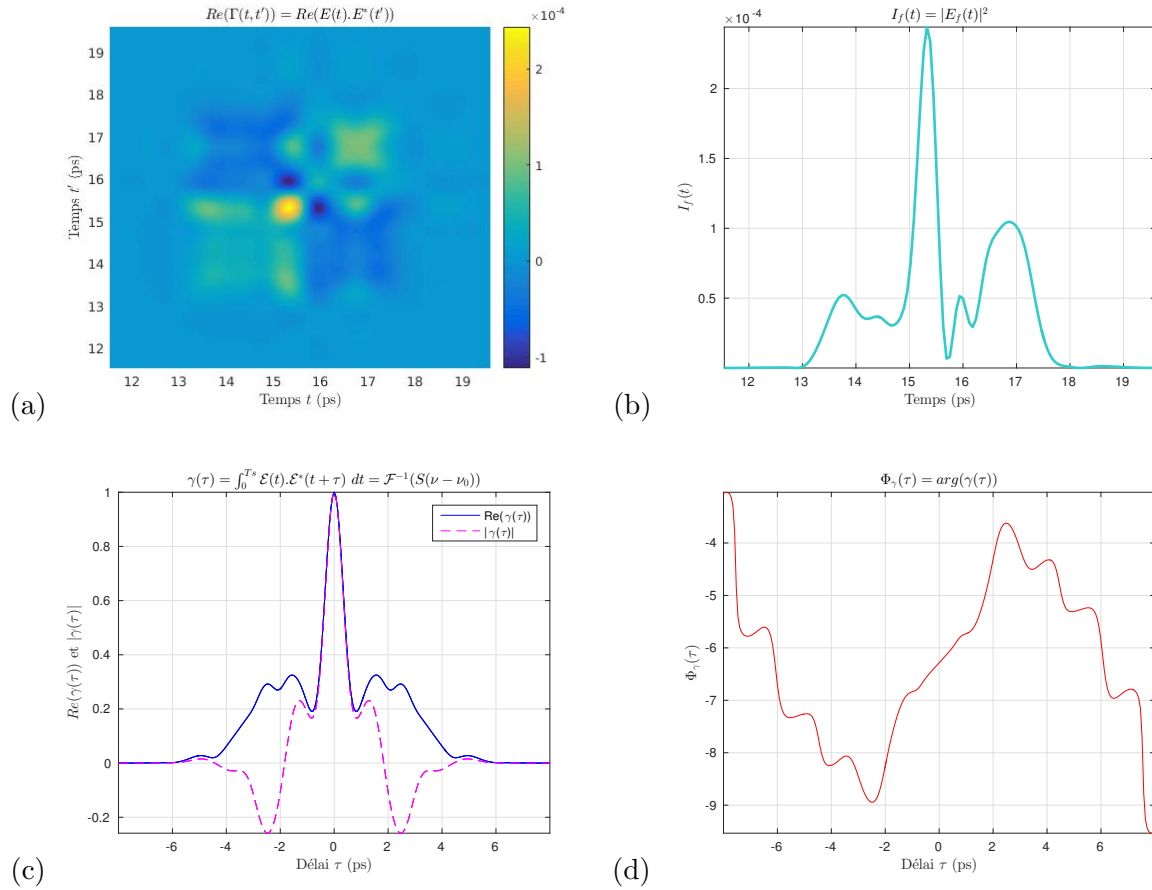 Re(Γ(t, t′)) = Re(E(t).E*(t′))
×10⁻⁴
19
18
17
16
15
14
13
12
Temps t′ (ps)
12 13 14 15 16 17 18 19
Temps t (ps)
2
1
0
-1
(a)
I_f(t) = |E_f(t)|²
×10⁻⁴
2
1.5
1
0.5
I_f(t)
12 13 14 15 16 17 18 19
Temps (ps)
(b)
γ(τ) = ∫₀^{Ts} ℰ(t).ℰ*(t + τ) dt = ℱ⁻¹(S(ν − ν₀))
1
0.8
0.6
0.4
0.2
0
-0.2
Re(γ(τ)) et |γ(τ)|
Re(γ(τ))
|γ(τ)|
-6 -4 -2 0 2 4 6
Délai τ (ps)
(c)
Φ_γ(τ) = arg(γ(τ))
-4
-5
-6
-7
-8
-9
Φ_γ(τ)
-6 -4 -2 0 2 4 6
Délai τ (ps)
(d)